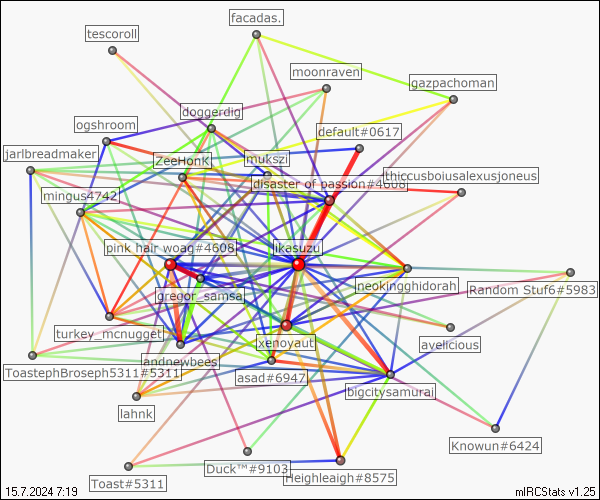 facadas.
tescoroll
moonraven
gazpachoman
doggerdig
ogshroom
default#0617
jarlbreadmaker
ZeeHonK
mukszi
thiccusboiusalexusjoneus
disaster of passion#4608
mingus4742
pink hair woag#4608
ikasuzu
neokingghidorah
Random_Stuf6#5983
gregor_samsa
turkey_mcnugget
xenoyaut
avelicious
andnewbees
ToastephBroseph5311#5311
asad#6947
bigcitysamurai
lahnk
Knowun#6424
Duck™#9103
Heighleaigh#8575
Toast#5311
15.7.2024 7:19
mIRCStats v1.25